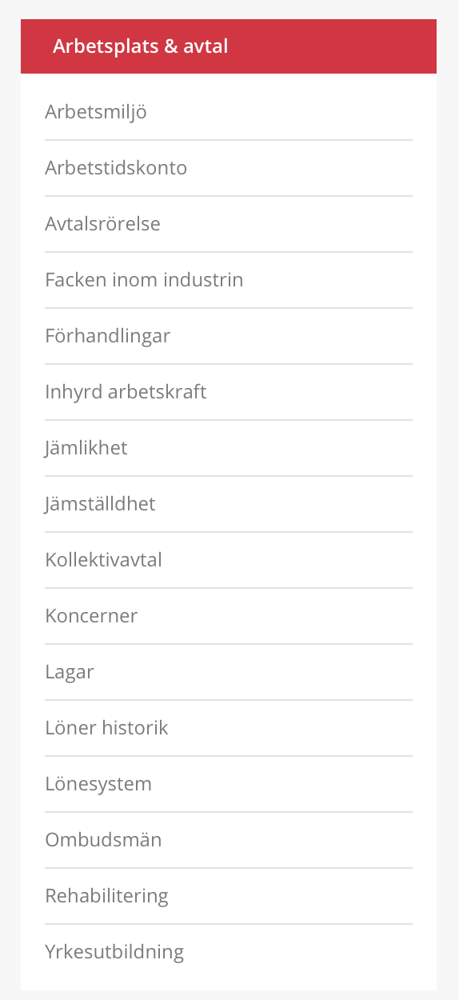 Arbetsplats & avtal
Arbetsmiljö
Arbetstidskonto
Avtalsrörelse
Facken inom industrin
Förhandlingar
Inhyrd arbetskraft
Jämlikhet
Jämställdhet
Kollektivavtal
Koncerner
Lagar
Löner historik
Lönesystem
Ombudsmän
Rehabilitering
Yrkesutbildning